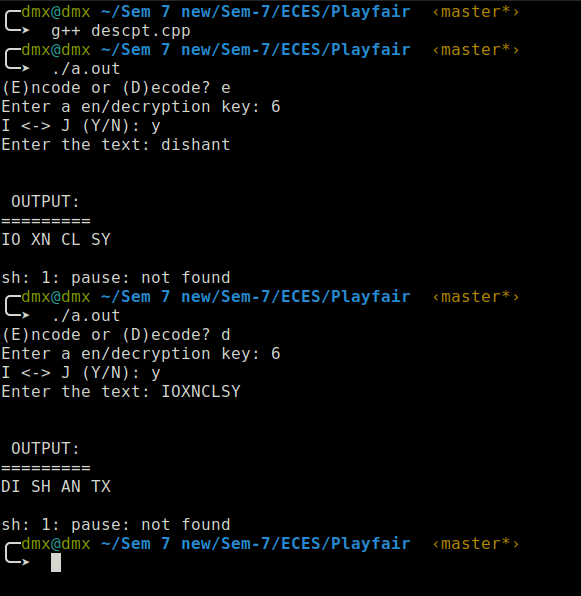 ╭─dmx@dmx ~/Sem 7 new/Sem-7/ECES/Playfair  ‹master*›
╰─➤  g++ descpt.cpp
╭─dmx@dmx ~/Sem 7 new/Sem-7/ECES/Playfair  ‹master*›
╰─➤  ./a.out
(E)ncode or (D)ecode? e
Enter a en/decryption key: 6
I <-> J (Y/N): y
Enter the text: dishant
 OUTPUT:
=========
IO XN CL SY
sh: 1: pause: not found
╭─dmx@dmx ~/Sem 7 new/Sem-7/ECES/Playfair  ‹master*›
╰─➤  ./a.out
(E)ncode or (D)ecode? d
Enter a en/decryption key: 6
I <-> J (Y/N): y
Enter the text: IOXNCLSY
 OUTPUT:
=========
DI SH AN TX
sh: 1: pause: not found
╭─dmx@dmx ~/Sem 7 new/Sem-7/ECES/Playfair  ‹master*›
╰─➤